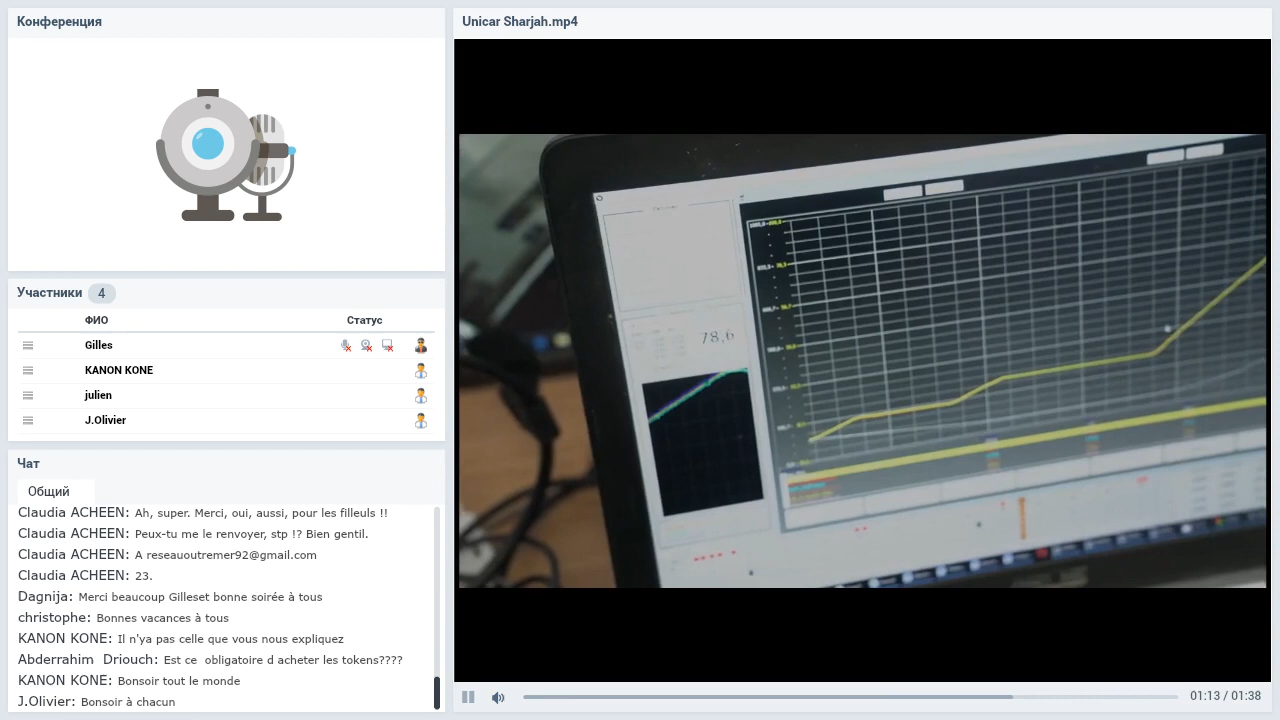 Конференция
Участники 4
ФИО Статус
Gilles
KANON KONE
julien
J.Olivier
Чат
Общий
Claudia ACHEEN: Ah, super. Merci, oui, aussi, pour les filleuls !!
Claudia ACHEEN: Peux-tu me le renvoyer, stp !? Bien gentil.
Claudia ACHEEN: A reseauoutremer92@gmail.com
Claudia ACHEEN: 23.
Dagnija: Merci beaucoup Gilleset bonne soirée à tous
christophe: Bonnes vacances à tous
KANON KONE: Il n'ya pas celle que vous nous expliquez
Abderrahim Driouch: Est ce obligatoire d acheter les tokens????
KANON KONE: Bonsoir tout le monde
J.Olivier: Bonsoir à chacun
Unicar Sharjah.mp4
78,6
01:13 / 01:38